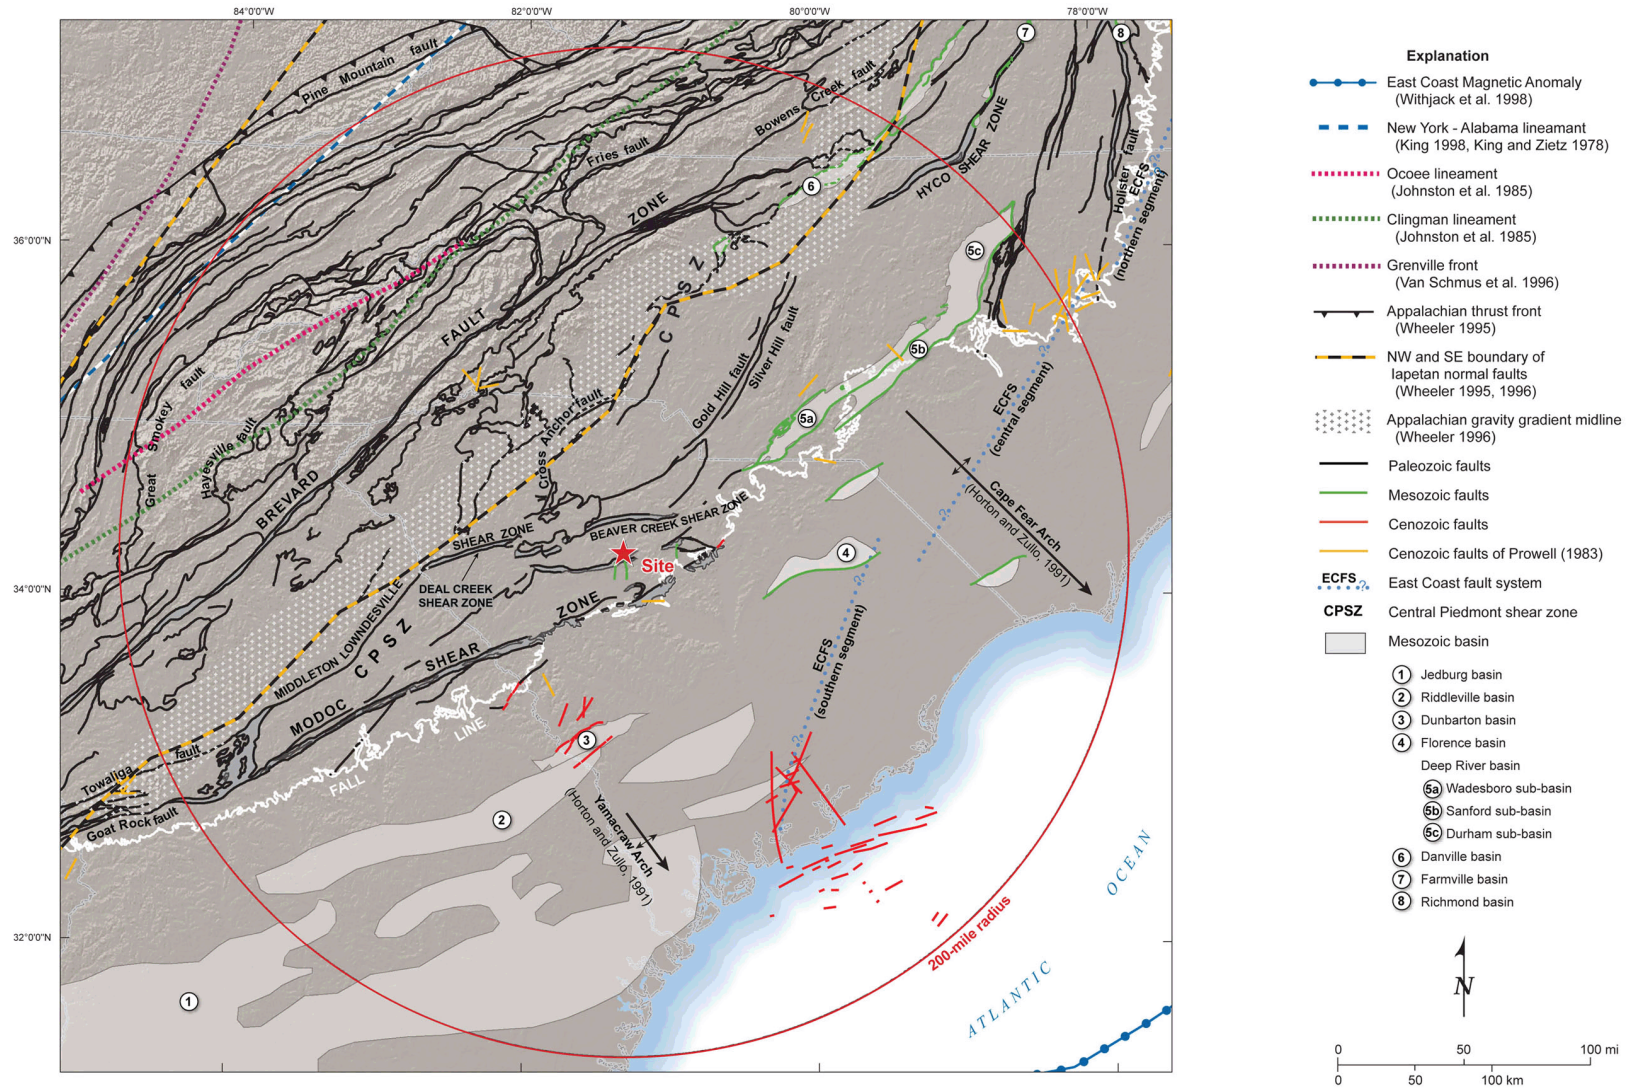 84°0'0"W
82°0'0"W
80°0'0"W
78°0'0"W
36°0'0"N
34°0'0"N
32°0'0"N
Pine Mountain fault
Bowens Creek fault
Fries fault
HYCO SHEAR ZONE
Hollister fault
ECFS
(northern segment)
7
8
6
5c
5b
5a
4
3
2
1
BREVARD FAULT ZONE
CPSZ
Great Smokey fault
Hayesville fault
Cross Anchor fault
Gold Hill fault
Silver Hill fault
ECFS
(central segment)
Cape Fear Arch
(Horton and Zullo, 1991)
SHEAR ZONE
BEAVER CREEK SHEAR ZONE
Site
DEAL CREEK
SHEAR ZONE
MIDDLETON LOWNDESVILLE
CPSZ
MODOC SHEAR ZONE
ECFS
(southern segment)
FALL LINE
Towaliga fault
Goat Rock fault
Yamacraw Arch
(Horton and Zullo, 1991)
200-mile radius
ATLANTIC OCEAN
Explanation
East Coast Magnetic Anomaly
(Withjack et al. 1998)
New York - Alabama lineamant
(King 1998, King and Zietz 1978)
Ocoee lineament
(Johnston et al. 1985)
Clingman lineament
(Johnston et al. 1985)
Grenville front
(Van Schmus et al. 1996)
Appalachian thrust front
(Wheeler 1995)
NW and SE boundary of
Iapetan normal faults
(Wheeler 1995, 1996)
Appalachian gravity gradient midline
(Wheeler 1996)
Paleozoic faults
Mesozoic faults
Cenozoic faults
Cenozoic faults of Prowell (1983)
ECFS ? East Coast fault system
CPSZ Central Piedmont shear zone
Mesozoic basin
1 Jedburg basin
2 Riddleville basin
3 Dunbarton basin
4 Florence basin
Deep River basin
5a Wadesboro sub-basin
5b Sanford sub-basin
5c Durham sub-basin
6 Danville basin
7 Farmville basin
8 Richmond basin
N
0 50 100 mi
0 50 100 km